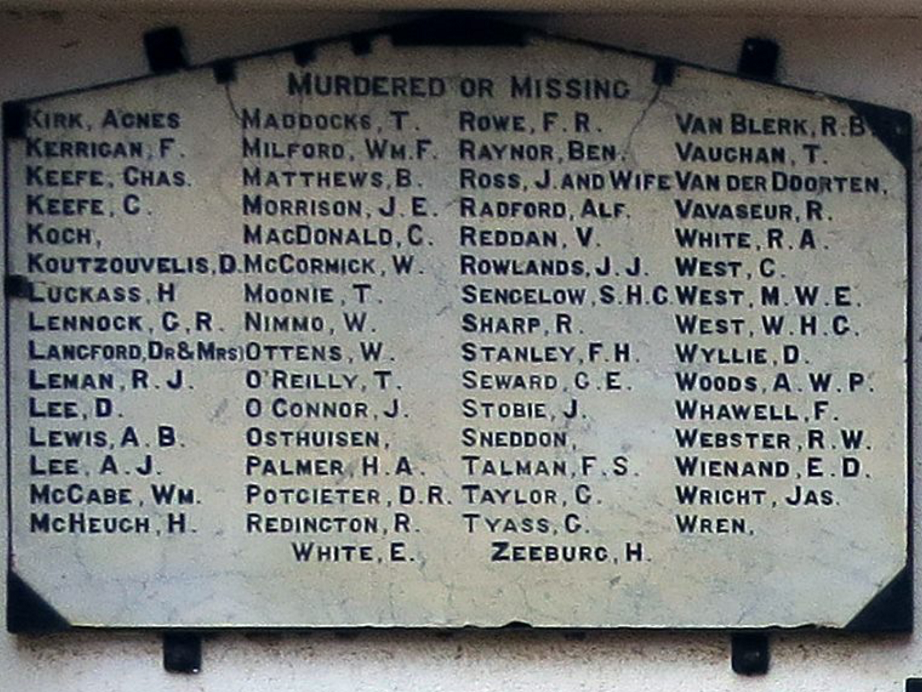 MURDERED OR MISSING
KIRK, AGNES
KERRIGAN, F.
KEEFE, CHAS.
KEEFE, C.
KOCH,
KOUTZOUVELIS, D.
LUCKASS, H
LENNOCK, G.R.
LANGFORD, DR & MRS)
LEMAN, R.J.
LEE, D.
LEWIS, A.B.
LEE, A.J.
MCCABE, WM.
MCHEUGH, H.
MADDOCKS, T.
MILFORD, WM.F.
MATTHEWS, B.
MORRISON, J.E.
MACDONALD, C.
MCCORMICK, W.
MOONIE, T.
NIMMO, W.
OTTENS, W.
O'REILLY, T.
O CONNOR, J.
OSTHUISEN,
PALMER, H.A.
POTGIETER, D.R.
REDINGTON, R.
WHITE, E.
ROWE, F.R.
RAYNOR, BEN.
ROSS, J. AND WIFE
RADFORD, ALF.
REDDAN, V.
ROWLANDS, J.J.
SENGELOW, S.H.C.
SHARP, R.
STANLEY, F.H.
SEWARD, G.E.
STOBIE, J.
SNEDDON,
TALMAN, F.S.
TAYLOR, C.
TYASS, G.
ZEEBURG, H.
VAN BLERK, R.B
VAUGHAN, T.
VAN DER DOORTEN,
VAVASEUR, R.
WHITE, R.A.
WEST, C.
WEST, M.W.E.
WEST, W.H.G.
WYLLIE, D.
WOODS, A.W.P.
WHAWELL, F.
WEBSTER, R.W.
WIENAND, E.D.
WRIGHT, JAS.
WREN,